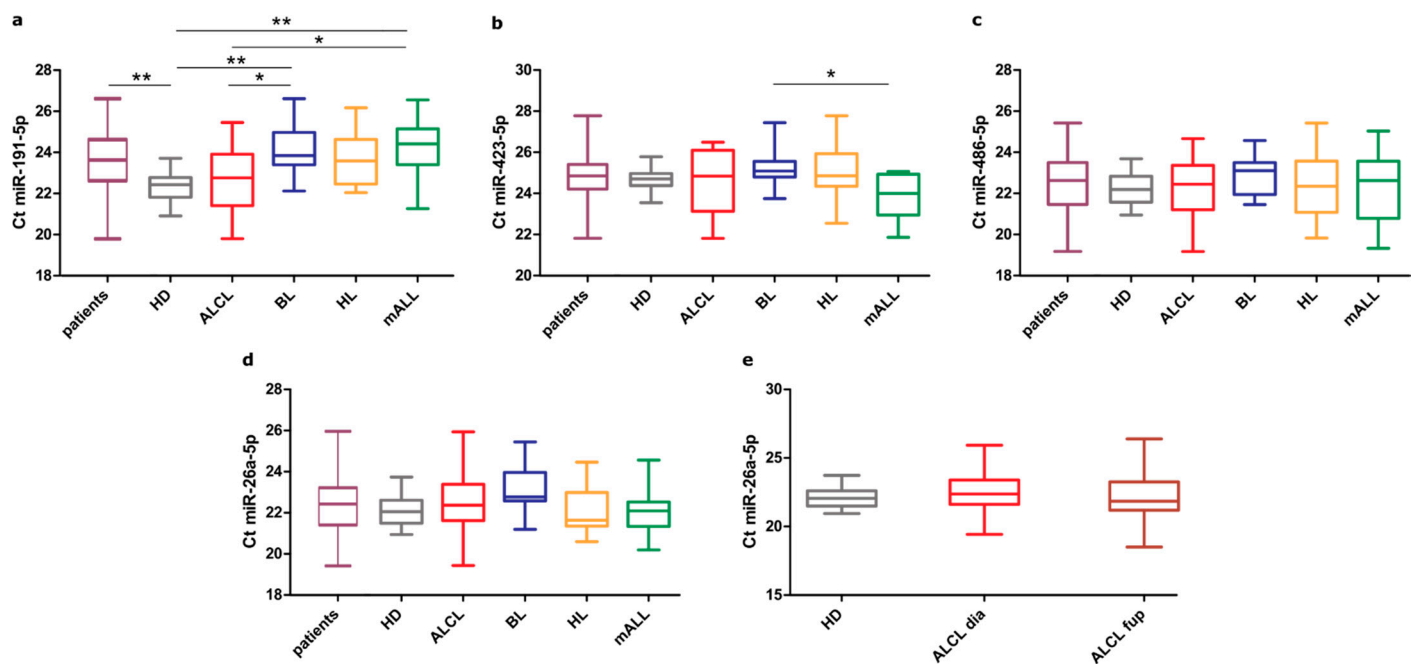 a
**
*
**
**
*
Ct miR-191-5p
28
26
24
22
20
18
patients
HD
ALCL
BL
HL
mALL
b
*
Ct miR-423-5p
30
28
26
24
22
20
patients
HD
ALCL
BL
HL
mALL
c
Ct miR-486-5p
28
26
24
22
20
18
patients
HD
ALCL
BL
HL
mALL
d
Ct miR-26a-5p
28
26
24
22
20
18
patients
HD
ALCL
BL
HL
mALL
e
Ct miR-26a-5p
30
25
20
15
HD
ALCL dia
ALCL fup